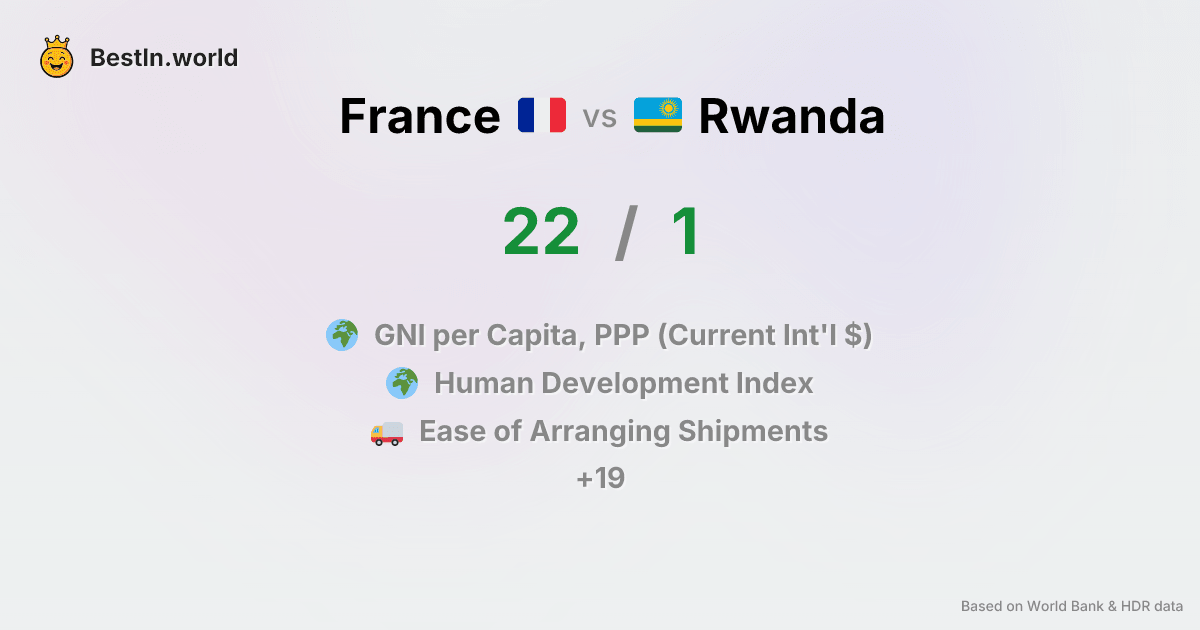 BestIn.world
France vs Rwanda
22 / 1
GNI per Capita, PPP (Current Int'l $)
Human Development Index
Ease of Arranging Shipments
+19
Based on World Bank & HDR data